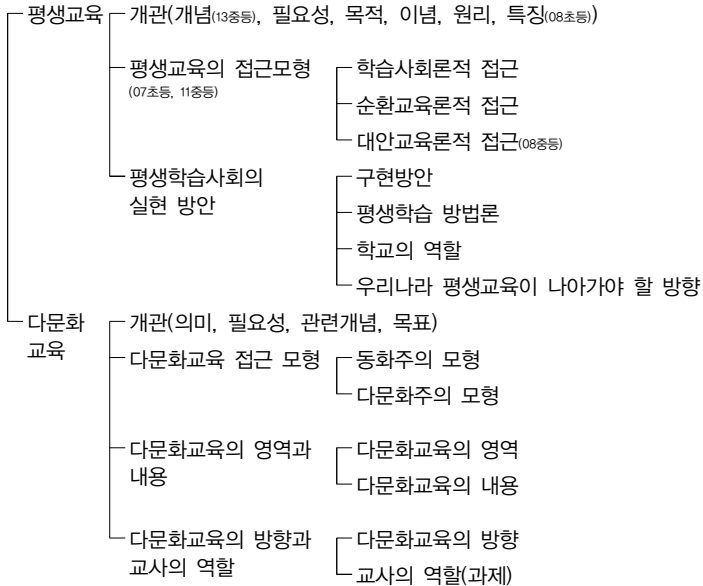 평생교육 개관(개념(13중등), 필요성, 목적, 이념, 원리, 특징(08초등))
평생교육의 접근모형 학습사회론적 접근
(07초등, 11중등)
순환교육론적 접근
대안교육론적 접근(08중등)
평생학습사회의 구현방안
실현 방안
평생학습 방법론
학교의 역할
우리나라 평생교육이 나아가야 할 방향
다문화 개관(의미, 필요성, 관련개념, 목표)
교육
다문화교육 접근 모형 동화주의 모형
다문화주의 모형
다문화교육의 영역과 다문화교육의 영역
내용 다문화교육의 내용
다문화교육의 방향과 다문화교육의 방향
교사의 역할 교사의 역할(과제)